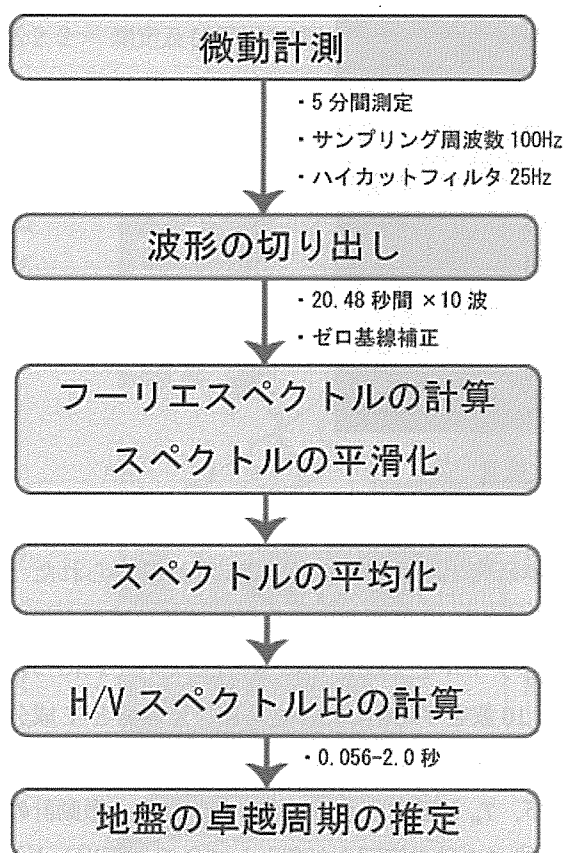 微動計測
・5分間測定
・サンプリング周波数 100Hz
・ハイカットフィルタ 25Hz
波形の切り出し
・20.48 秒間 ×10 波
・ゼロ基線補正
フーリエスペクトルの計算
スペクトルの平滑化
スペクトルの平均化
H/V スペクトル比の計算
・0.056-2.0 秒
地盤の卓越周期の推定